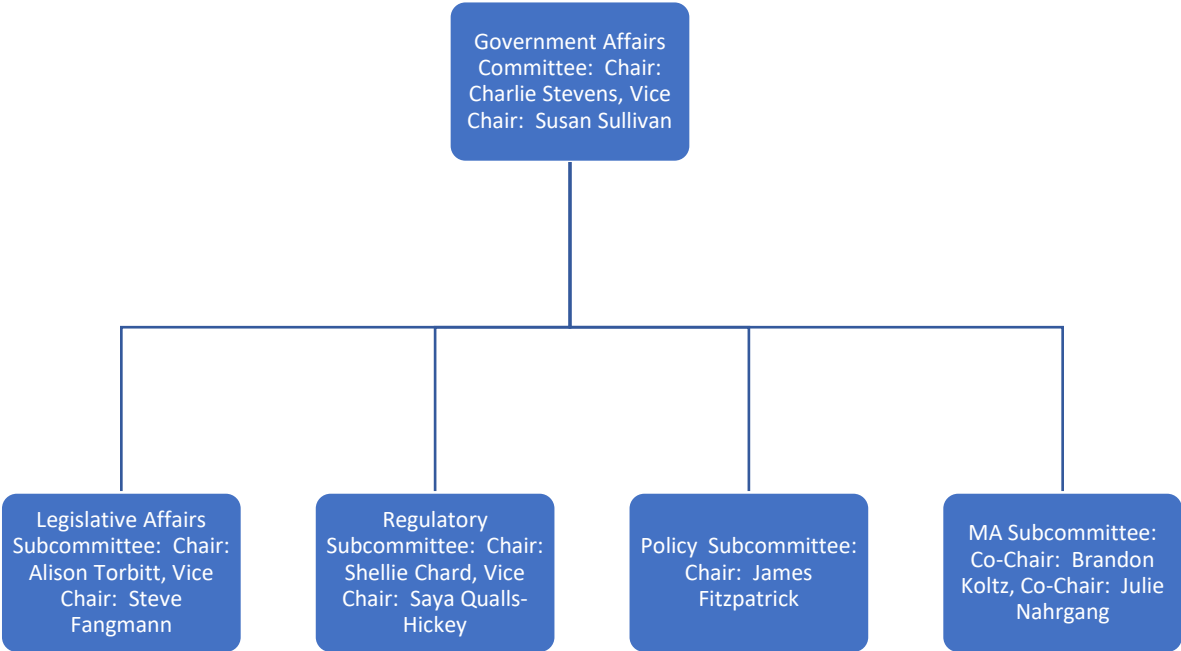 Government Affairs
Committee: Chair:
Charlie Stevens, Vice
Chair: Susan Sullivan
Legislative Affairs
Subcommittee: Chair:
Alison Torbitt, Vice
Chair: Steve
Fangmann
Regulatory
Subcommittee: Chair:
Shellie Chard, Vice
Chair: Saya Qualls-
Hickey
Policy Subcommittee:
Chair: James
Fitzpatrick
MA Subcommittee:
Co-Chair: Brandon
Koltz, Co-Chair: Julie
Nahrgang